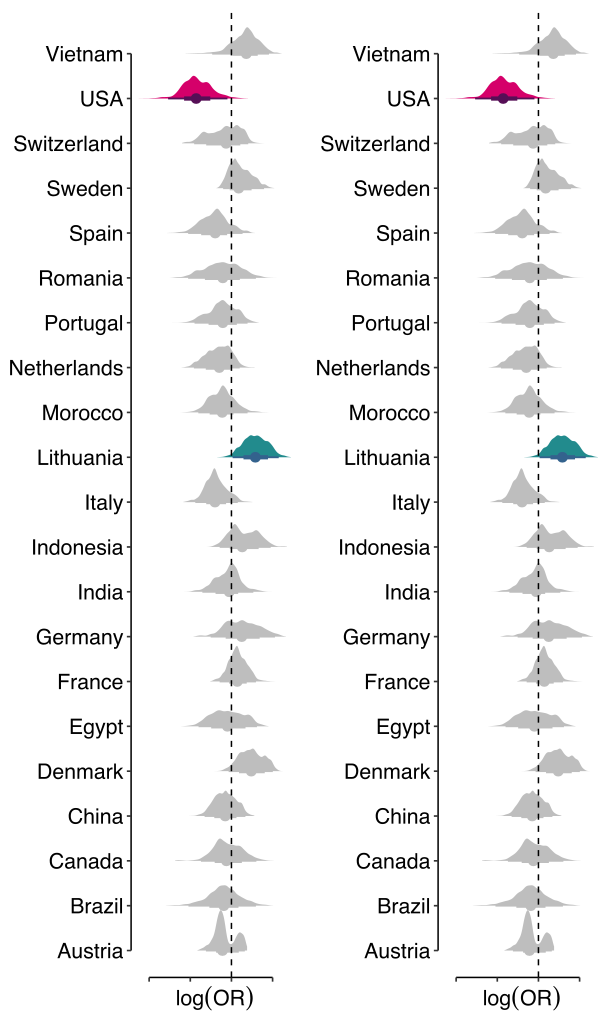 Vietnam
USA
Switzerland
Sweden
Spain
Romania
Portugal
Netherlands
Morocco
Lithuania
Italy
Indonesia
India
Germany
France
Egypt
Denmark
China
Canada
Brazil
Austria
log(OR)
Vietnam
USA
Switzerland
Sweden
Spain
Romania
Portugal
Netherlands
Morocco
Lithuania
Italy
Indonesia
India
Germany
France
Egypt
Denmark
China
Canada
Brazil
Austria
log(OR)